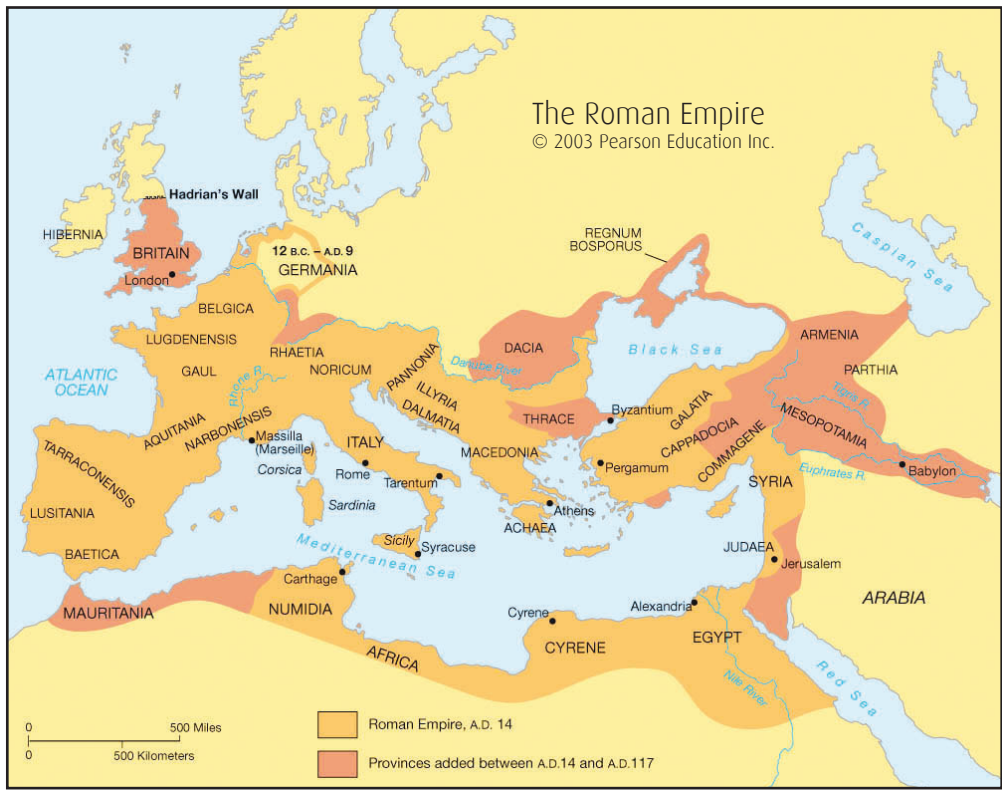 The Roman Empire
© 2003 Pearson Education Inc.
Hadrian's Wall
HIBERNIA
BRITAIN
London
12 B.C. – A.D. 9
GERMANIA
REGNUM
BOSPORUS
Caspian Sea
BELGICA
LUGDENENSIS
GAUL
RHAETIA
NORICUM
PANNONIA
ILLYRIA
DALMATIA
Danube River
DACIA
Black Sea
ARMENIA
PARTHIA
Tigris R.
MESOPOTAMIA
Euphrates R.
Babylon
ATLANTIC
OCEAN
Rhone R.
AQUITANIA
NARBONENSIS
Massilla
(Marseille)
Corsica
ITALY
Rome
Tarentum
Sardinia
THRACE
Byzantium
GALATIA
CAPPADOCIA
COMMAGENE
MACEDONIA
Pergamum
SYRIA
TARRACONENSIS
LUSITANIA
BAETICA
Athens
ACHAEA
Sicily
Syracuse
Mediterranean Sea
JUDAEA
Jerusalem
Carthage
MAURITANIA
NUMIDIA
AFRICA
Cyrene
CYRENE
Alexandria
EGYPT
Nile River
ARABIA
Red Sea
0 500 Miles
0 500 Kilometers
Roman Empire, A.D. 14
Provinces added between A.D.14 and A.D.117